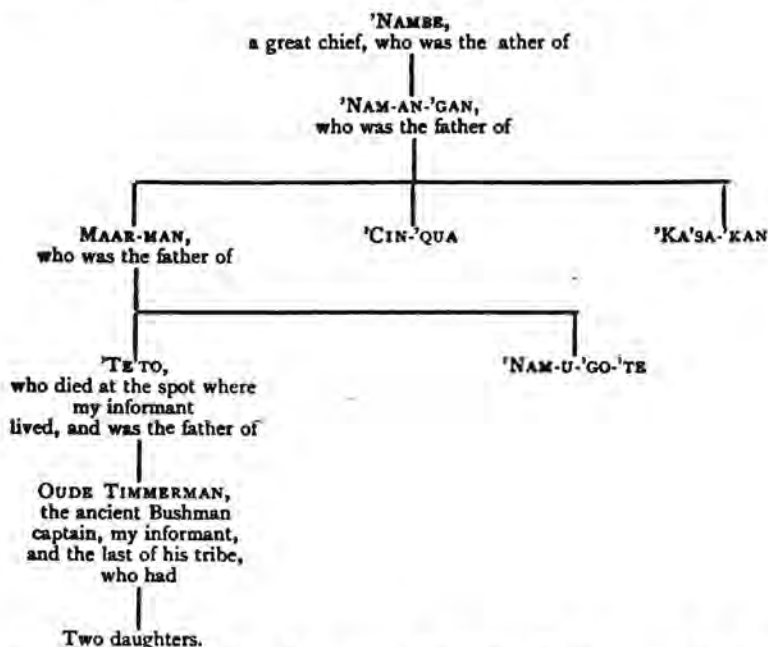 'NAMBE,
a great chief, who was the ather of
'NAM-AN-'GAN,
who was the father of
MAAR-MAN,
who was the father of
'CIN-'QUA
'KA'SA-'KAN
'TE'TO,
who died at the spot where
my informant
lived, and was the father of
'NAM-U-'GO-'TE
OUDE TIMMERMAN,
the ancient Bushman
captain, my informant,
and the last of his tribe,
who had
Two daughters.